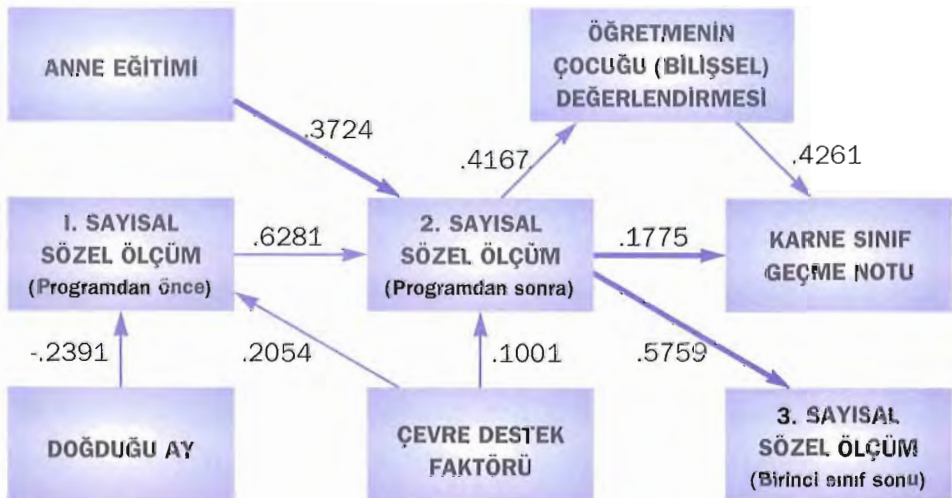 ANNE EĞİTİMİ
ÖĞRETMENİN
ÇOCUĞU (BİLİŞSEL)
DEĞERLENDİRMESİ
.3724
.4167
.4261
1. SAYISAL
SÖZEL ÖLÇÜM
(Programdan önce)
.6281
2. SAYISAL
SÖZEL ÖLÇÜM
(Programdan sonra)
.1775
KARNE SINIF
GEÇME NOTU
-.2391
.2054
.1001
.5759
DOĞDUĞU AY
ÇEVRE DESTEK
FAKTÖRÜ
3. SAYISAL
SÖZEL ÖLÇÜM
(Birinci sınıf sonu)